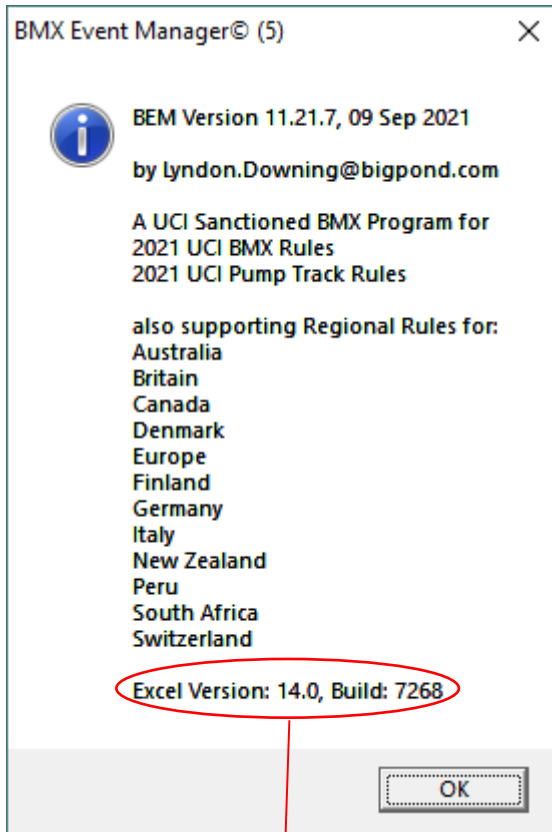 BMX Event Manager© (5)
BEM Version 11.21.7, 09 Sep 2021
by Lyndon.Downing@bigpond.com
A UCI Sanctioned BMX Program for
2021 UCI BMX Rules
2021 UCI Pump Track Rules
also supporting Regional Rules for:
Australia
Britain
Canada
Denmark
Europe
Finland
Germany
Italy
New Zealand
Peru
South Africa
Switzerland
Excel Version: 14.0, Build: 7268
OK